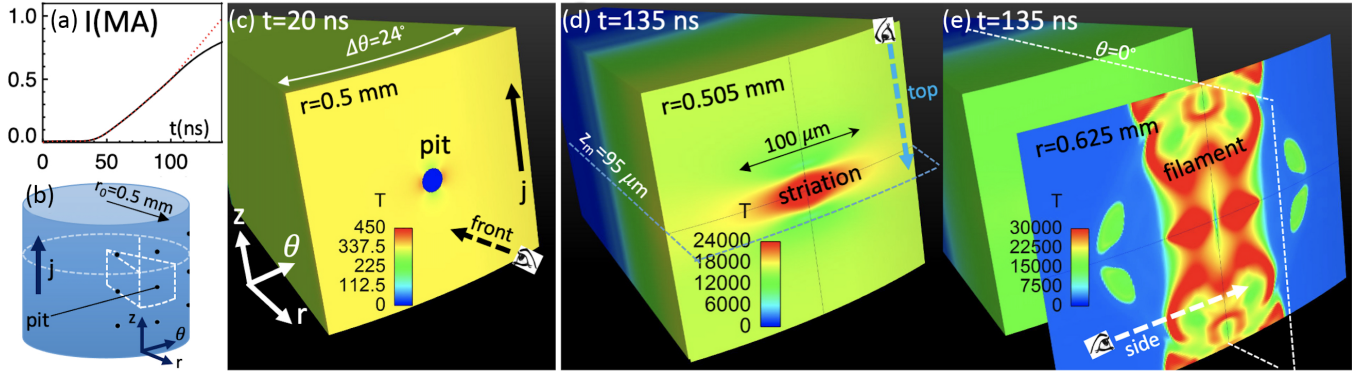 (a) I(MA)
1.0
0.5
0.0
t(ns)
0 50 100
(b)
r₀=0.5 mm
j
pit
z
θ
r
(c) t=20 ns
Δθ=24°
r=0.5 mm
pit
j
T
450
337.5
225
112.5
0
front
z
θ
r
(d) t=135 ns
r=0.505 mm
top
100 μm
zₘ=95 μm
striation
T
24000
18000
12000
6000
0
(e) t=135 ns
θ=0°
r=0.625 mm
filament
T
30000
22500
15000
7500
0
side